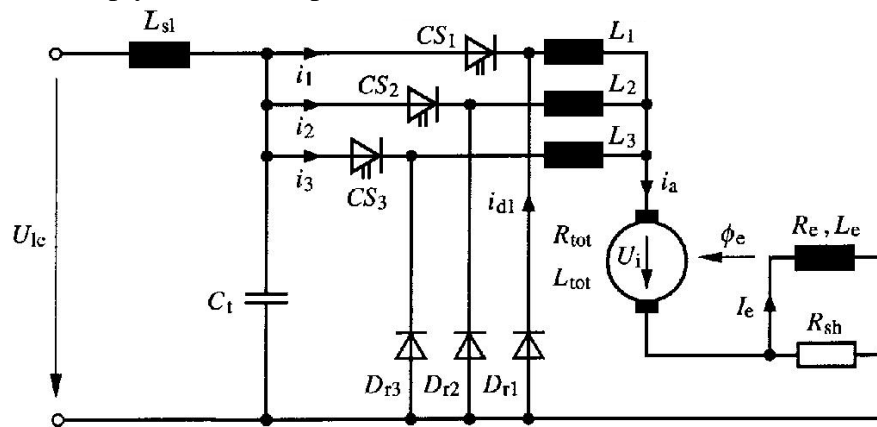 L_sl
CS_1
L_1
i_1
CS_2
L_2
i_2
L_3
i_3
CS_3
i_d1
i_a
U_lc
R_tot
U_i
ϕ_e
R_e , L_e
L_tot
C_t
I_e
R_sh
D_r3
D_r2
D_r1